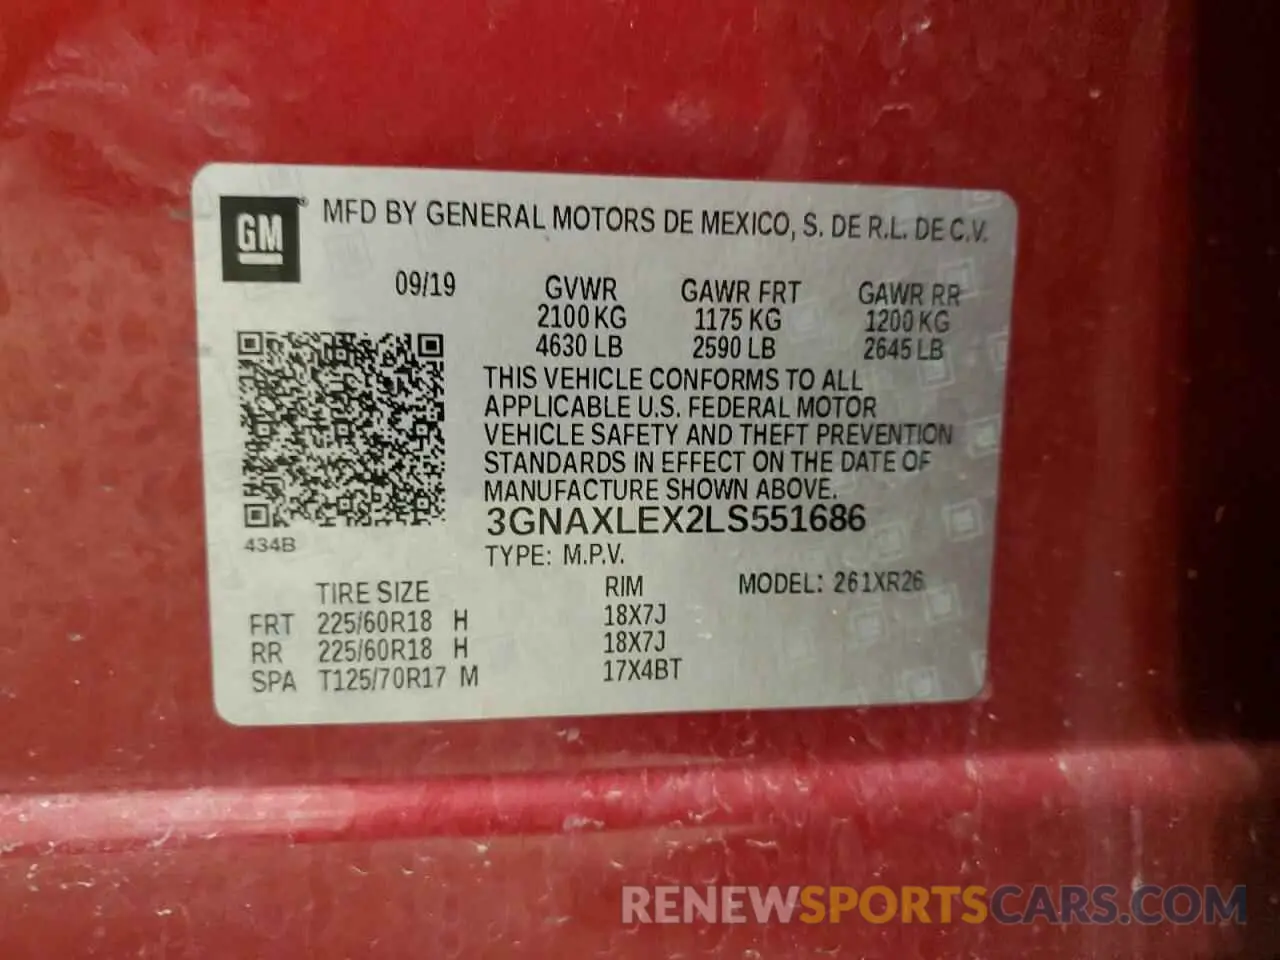 GM
MFD BY GENERAL MOTORS DE MEXICO, S. DE R.L. DE C.V.
09/19 GVWR GAWR FRT GAWR RR
2100 KG 1175 KG 1200 KG
4630 LB 2590 LB 2645 LB
THIS VEHICLE CONFORMS TO ALL
APPLICABLE U.S. FEDERAL MOTOR
VEHICLE SAFETY AND THEFT PREVENTION
STANDARDS IN EFFECT ON THE DATE OF
MANUFACTURE SHOWN ABOVE.
3GNAXLEX2LS551686
434B
TYPE: M.P.V.
TIRE SIZE RIM MODEL: 261XR26
FRT 225/60R18 H 18X7J
RR 225/60R18 H 18X7J
SPA T125/70R17 M 17X4BT
RENEWSPORTSCARS.COM